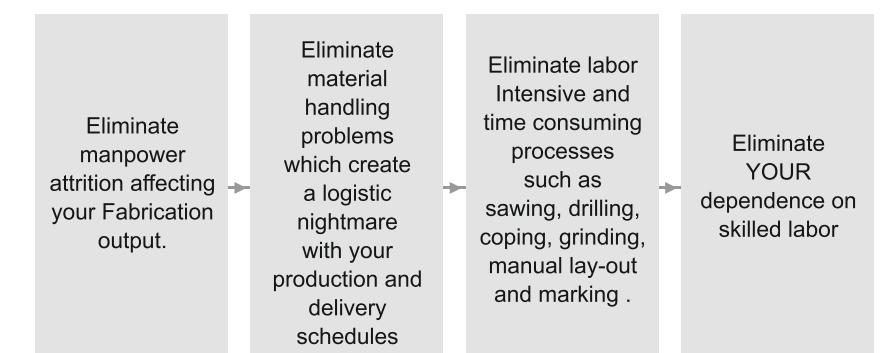 Eliminate
manpower
attrition affecting
your Fabrication
output.
Eliminate
material
handling
problems
which create
a logistic
nightmare
with your
production and
delivery
schedules
Eliminate labor
Intensive and
time consuming
processes
such as
sawing, drilling,
coping, grinding,
manual lay-out
and marking .
Eliminate
YOUR
dependence on
skilled labor